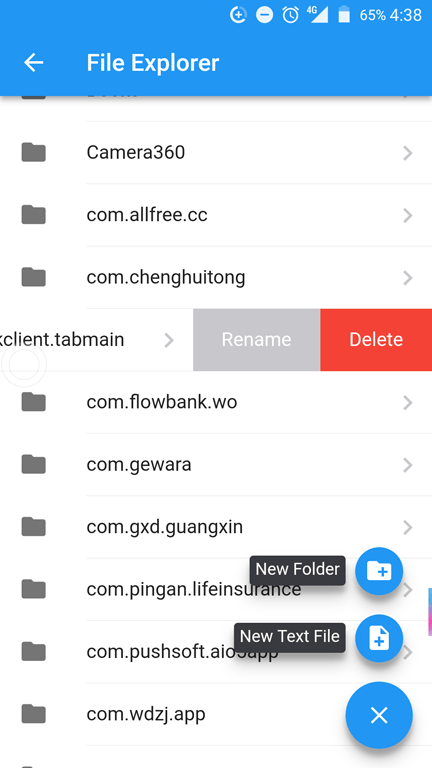 4G 65% 4:38
File Explorer
Camera360
com.allfree.cc
com.chenghuitong
kclient.tabmain Rename Delete
com.flowbank.wo
com.gewara
com.gxd.guangxin
New Folder
com.pingan.lifeinsurance
New Text File
com.pushsoft.aio
app
com.wdzj.app